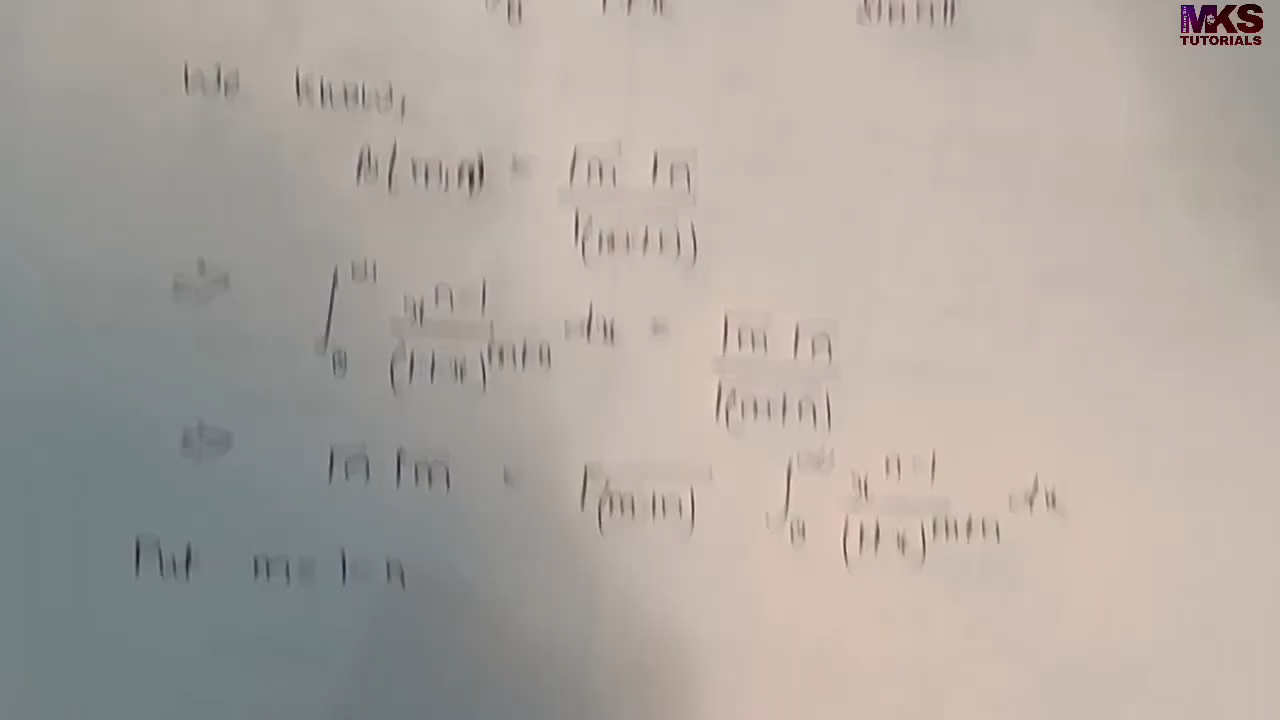 MKS
TUTORIALS
We know,
β(m,n) = Γm Γn / Γ(m+n)
⇒ ∫₀^∞ x^(n-1) / (1+x)^(m+n) dx = Γm Γn / Γ(m+n)
⇒ Γn Γm = Γ(m+n) ∫₀^∞ x^(n-1) / (1+x)^(m+n) dx
Put m = 1-n